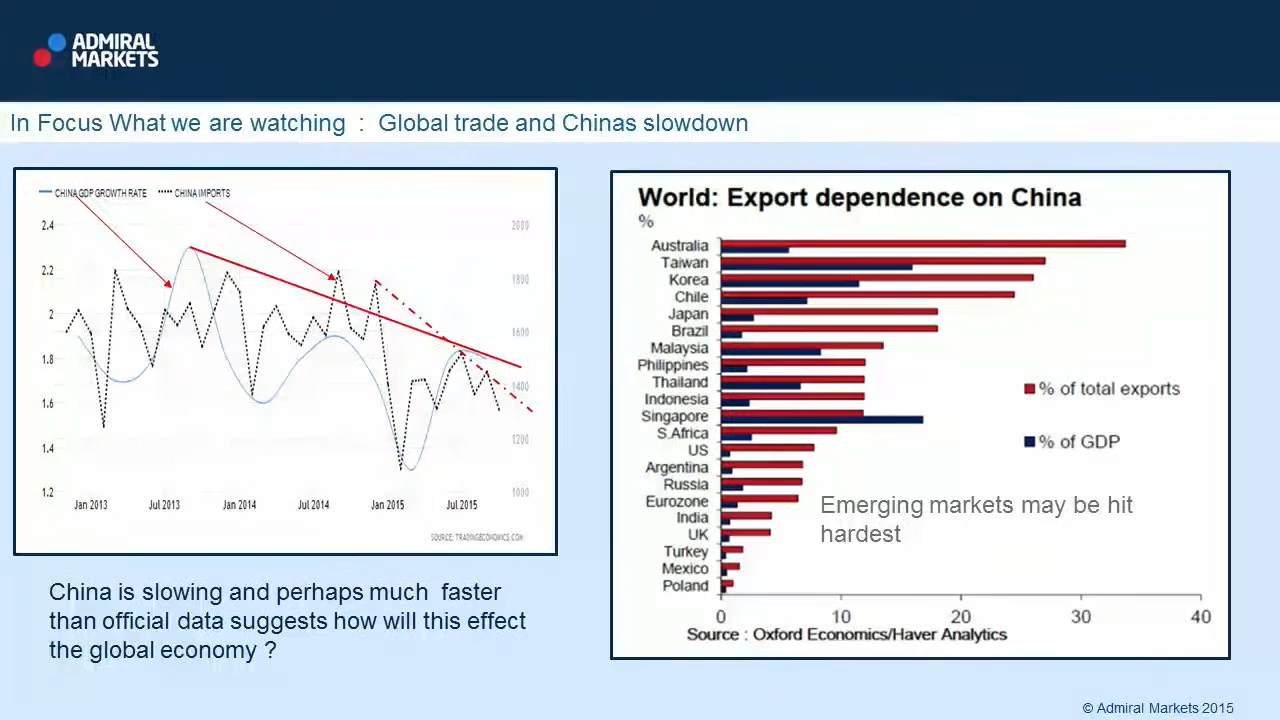 ADMIRAL
MARKETS
In Focus What we are watching : Global trade and Chinas slowdown
CHINA GDP GROWTH RATE CHINA IMPORTS
2.4 2000
2.2 1800
2 1600
1.8 1400
1.6 1200
1.4
1.2 1000
Jan 2013 Jul 2013 Jan 2014 Jul 2014 Jan 2015 Jul 2015
SOURCE: TRADINGECONOMICS.COM
China is slowing and perhaps much faster
than official data suggests how will this effect
the global economy ?
World: Export dependence on China
%
Australia
Taiwan
Korea
Chile
Japan
Brazil
Malaysia
Philippines
Thailand
Indonesia
Singapore
S.Africa
US
Argentina
Russia
Eurozone
India
UK
Turkey
Mexico
Poland
% of total exports
% of GDP
Emerging markets may be hit
hardest
0 10 20 30 40
Source : Oxford Economics/Haver Analytics
© Admiral Markets 2015